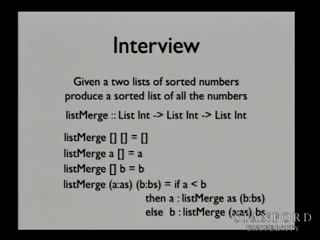 Interview
Given a two lists of sorted numbers
produce a sorted list of all the numbers
listMerge :: List Int -> List Int -> List Int
listMerge [] [] = []
listMerge a [] = a
listMerge [] b = b
listMerge (a:as) (b:bs) = if a < b
then a : listMerge as (b:bs)
else b : listMerge (a:as) bs
STANFORD
UNIVERSITY